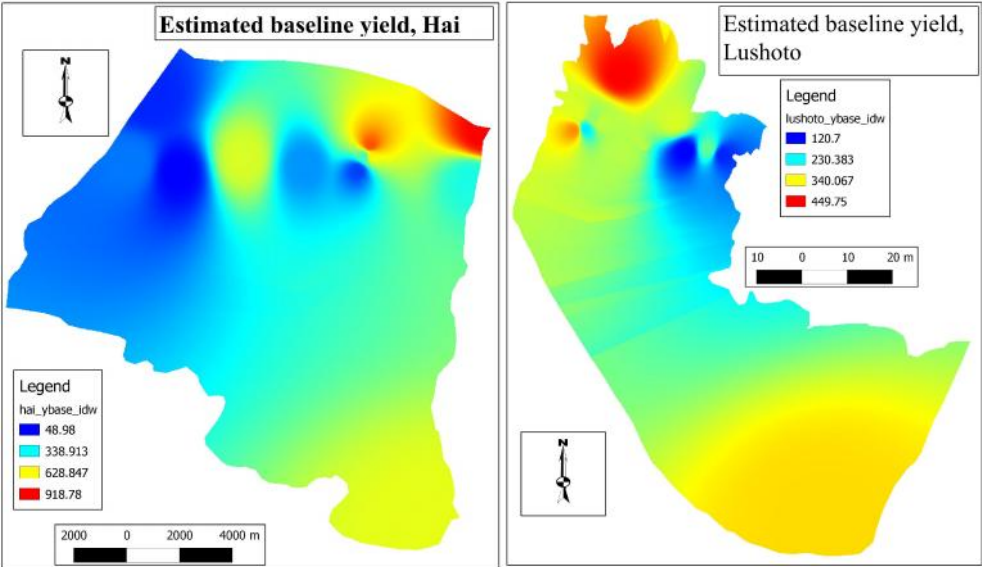 Estimated baseline yield, Hai
N
Legend
hai_ybase_idw
48.98
338.913
628.847
918.78
2000 0 2000 4000 m
Estimated baseline yield,
Lushoto
Legend
lushoto_ybase_idw
120.7
230.383
340.067
449.75
10 0 10 20 m
N